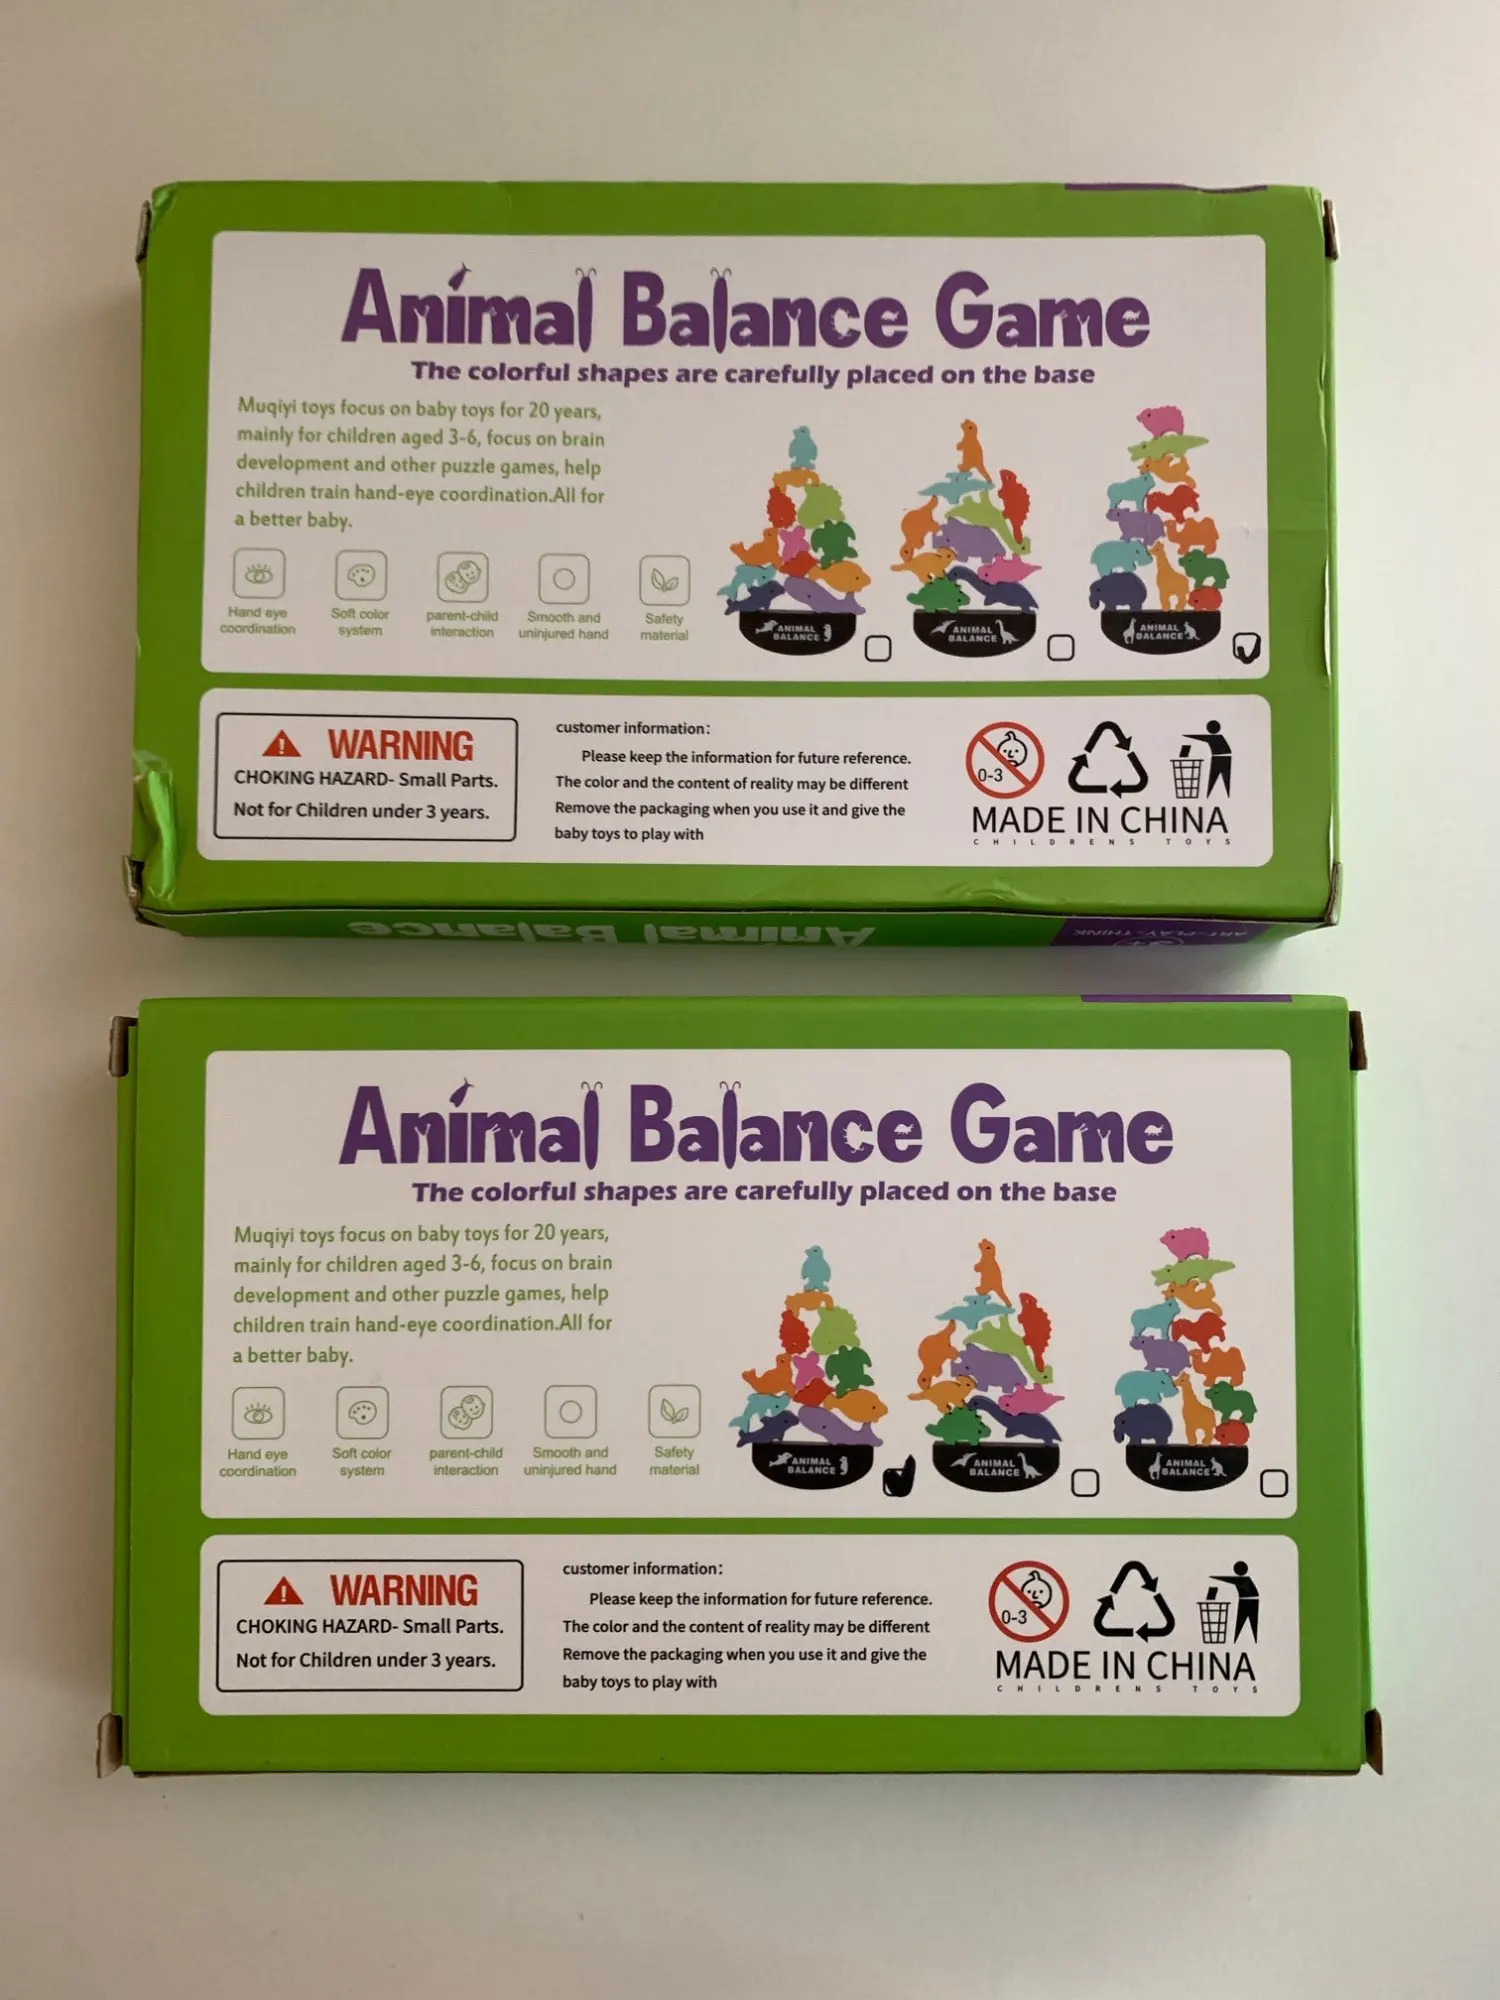 Animal Balance Game
The colorful shapes are carefully placed on the base
Muqiyi toys focus on baby toys for 20 years,
mainly for children aged 3-6, focus on brain
development and other puzzle games, help
children train hand-eye coordination.All for
a better baby.
Hand eye
coordination
Soft color
system
parent-child
interaction
Smooth and
uninjured hand
Safety
material
ANIMAL
BALANCE
ANIMAL
BALANCE
ANIMAL
BALANCE
WARNING
CHOKING HAZARD- Small Parts.
Not for Children under 3 years.
customer information:
Please keep the information for future reference.
The color and the content of reality may be different
Remove the packaging when you use it and give the
baby toys to play with
0-3
MADE IN CHINA
CHILDRENS TOYS
Animal Balance
3+
ART-PLAY-THINK
Animal Balance Game
The colorful shapes are carefully placed on the base
Muqiyi toys focus on baby toys for 20 years,
mainly for children aged 3-6, focus on brain
development and other puzzle games, help
children train hand-eye coordination.All for
a better baby.
Hand eye
coordination
Soft color
system
parent-child
interaction
Smooth and
uninjured hand
Safety
material
ANIMAL
BALANCE
ANIMAL
BALANCE
ANIMAL
BALANCE
WARNING
CHOKING HAZARD- Small Parts.
Not for Children under 3 years.
customer information:
Please keep the information for future reference.
The color and the content of reality may be different
Remove the packaging when you use it and give the
baby toys to play with
0-3
MADE IN CHINA
CHILDRENS TOYS